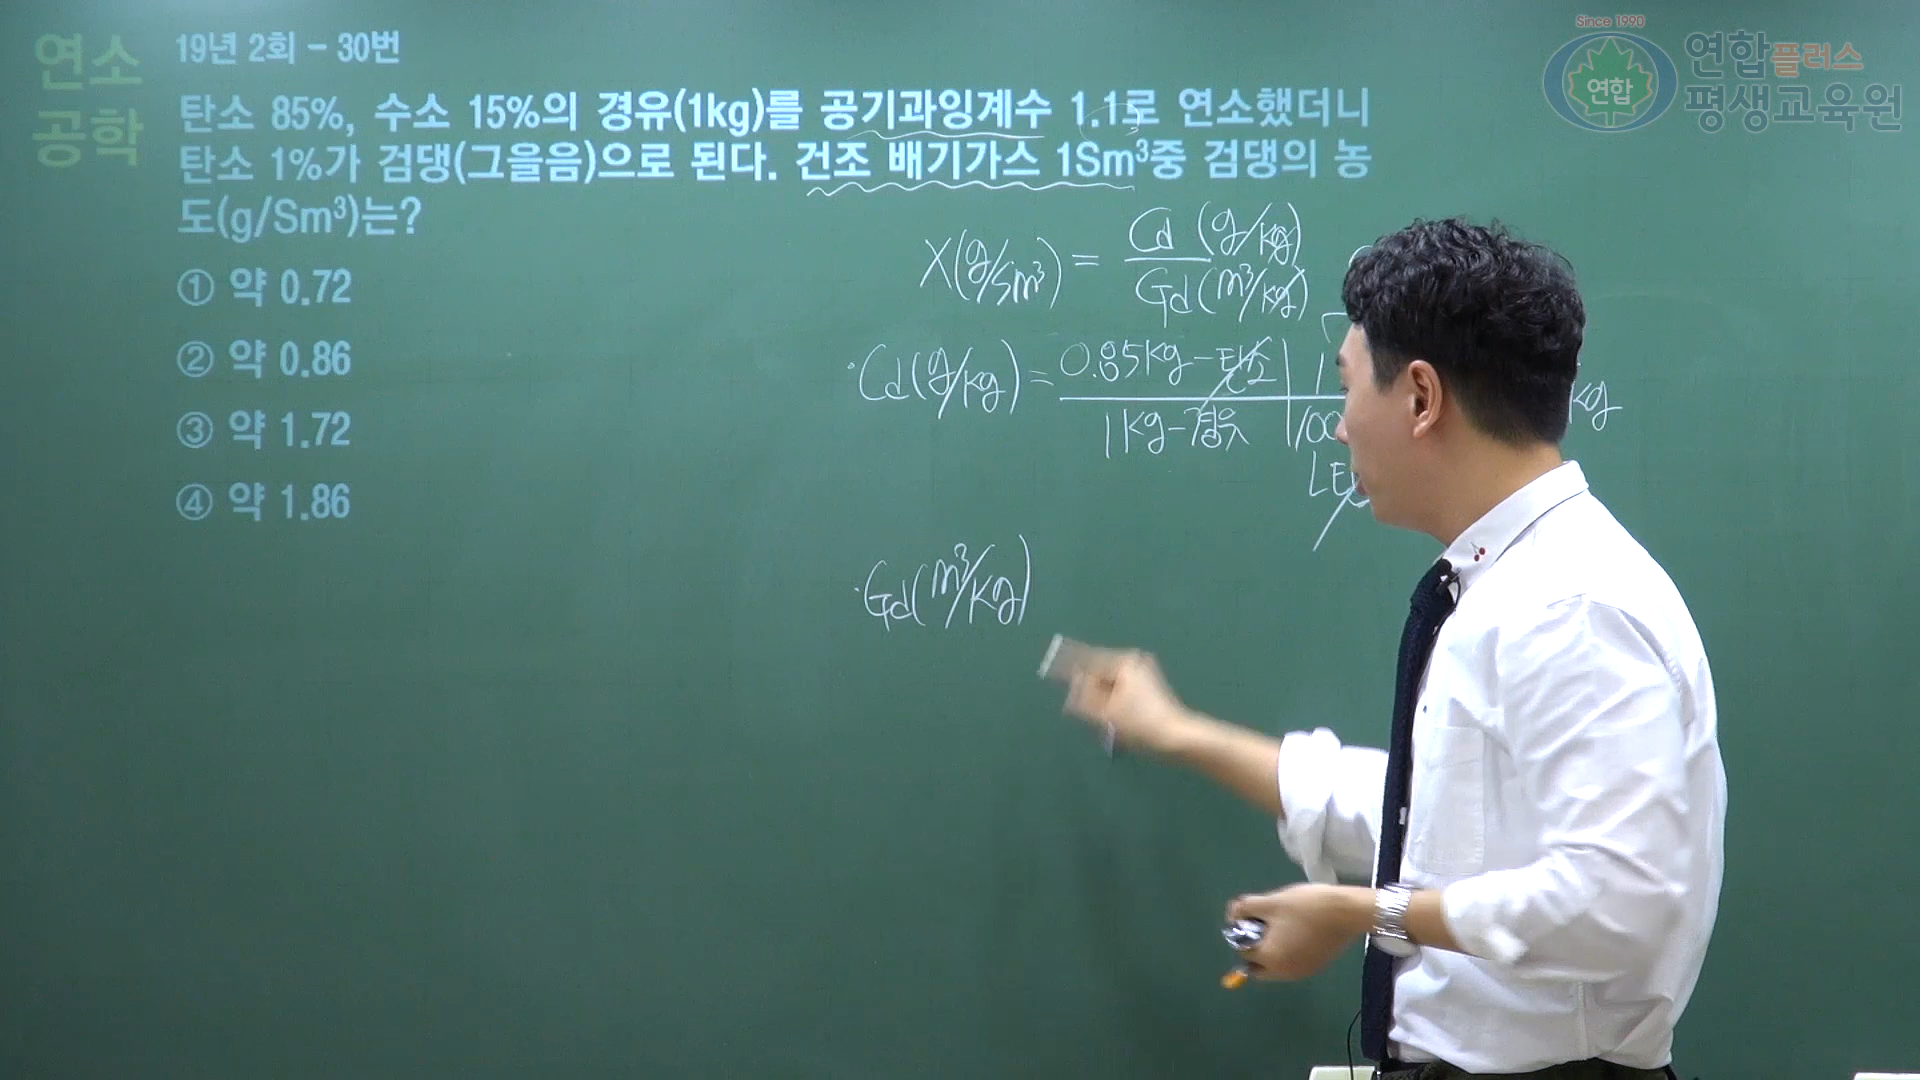 연소
공학
19년 2회 - 30번
탄소 85%, 수소 15%의 경유(1kg)를 공기과잉계수 1.1로 연소했더니
탄소 1%가 검댕(그을음)으로 된다. 건조 배기가스 1Sm³중 검댕의 농
도(g/Sm³)는?
① 약 0.72
② 약 0.86
③ 약 1.72
④ 약 1.86
Since 1990
연합
연합플러스
평생교육원
X(g/Sm³) = Cd (g/kg)
Gd (m³/kg)
·Cd(g/kg) = 0.85kg-탄소 | 1
1kg-경유 | 100
kg
·Gd(m³/kg)